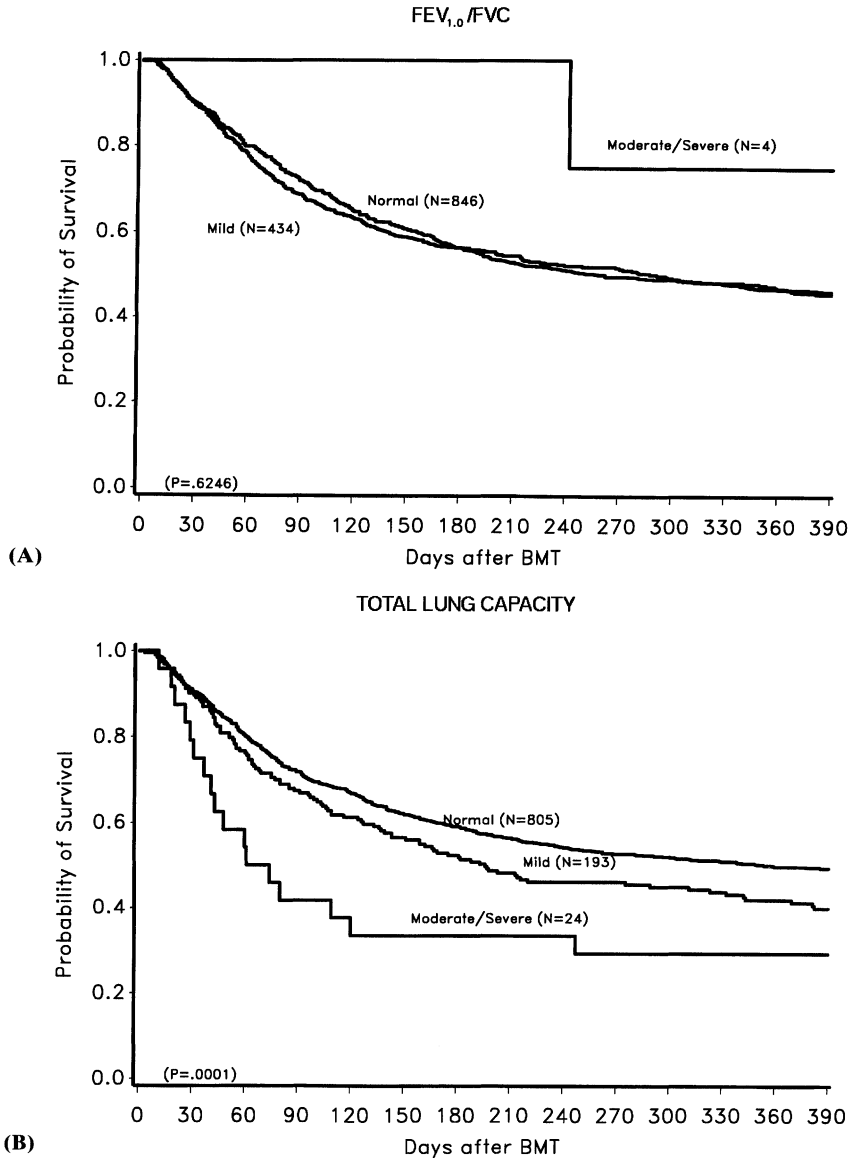 FEV1.0/FVC
1.0
0.8
0.6
0.4
0.2
0.0
Probability of Survival
Moderate/Severe (N=4)
Normal (N=846)
Mild (N=434)
(P=.6246)
0 30 60 90 120 150 180 210 240 270 300 330 360 390
Days after BMT
(A)
TOTAL LUNG CAPACITY
1.0
0.8
0.6
0.4
0.2
0.0
Probability of Survival
Normal (N=805)
Mild (N=193)
Moderate/Severe (N=24)
(P=.0001)
0 30 60 90 120 150 180 210 240 270 300 330 360 390
Days after BMT
(B)